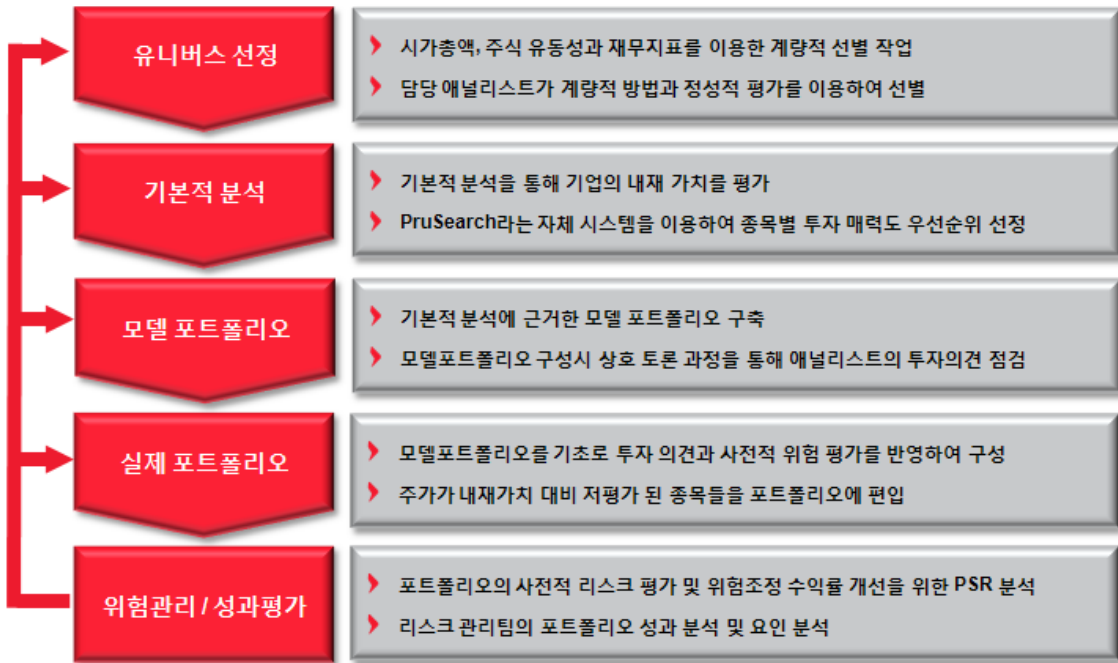 유니버스 선정
시가총액, 주식 유동성과 재무지표를 이용한 계량적 선별 작업
담당 애널리스트가 계량적 방법과 정성적 평가를 이용하여 선별
기본적 분석
기본적 분석을 통해 기업의 내재 가치를 평가
PruSearch라는 자체 시스템을 이용하여 종목별 투자 매력도 우선순위 선정
모델 포트폴리오
기본적 분석에 근거한 모델 포트폴리오 구축
모델포트폴리오 구성시 상호 토론 과정을 통해 애널리스트의 투자의견 점검
실제 포트폴리오
모델포트폴리오를 기초로 투자 의견과 사전적 위험 평가를 반영하여 구성
주가가 내재가치 대비 저평가 된 종목들을 포트폴리오에 편입
위험관리 / 성과평가
포트폴리오의 사전적 리스크 평가 및 위험조정 수익률 개선을 위한 PSR 분석
리스크 관리팀의 포트폴리오 성과 분석 및 요인 분석